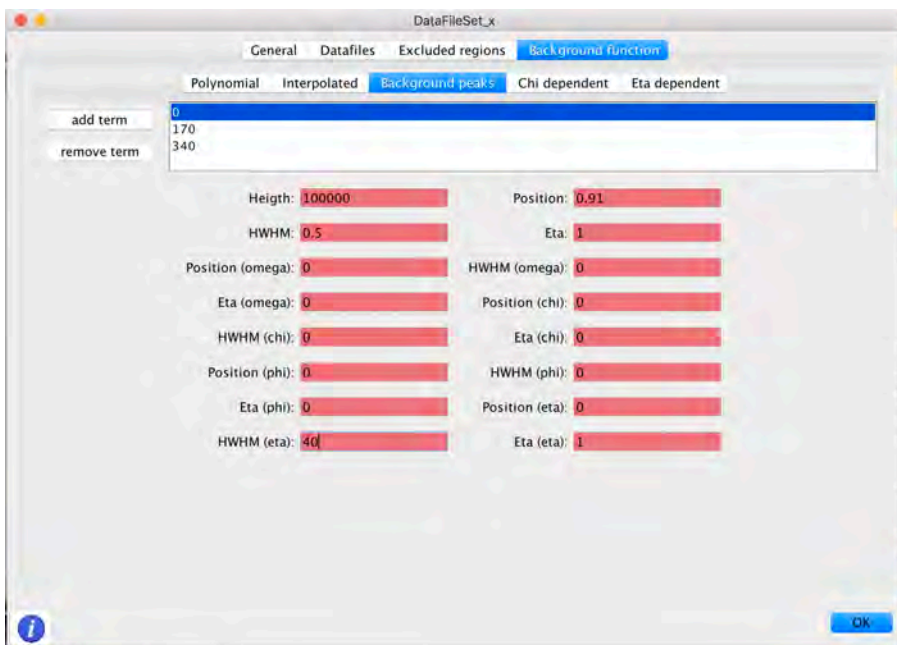 DataFileSet_x
General Datafiles Excluded regions Background function
Polynomial Interpolated Background peaks Chi dependent Eta dependent
add term
remove term
0
170
340
Heigth: 100000 Position: 0.91
HWHM: 0.5 Eta: 1
Position (omega): 0 HWHM (omega): 0
Eta (omega): 0 Position (chi): 0
HWHM (chi): 0 Eta (chi): 0
Position (phi): 0 HWHM (phi): 0
Eta (phi): 0 Position (eta): 0
HWHM (eta): 40 Eta (eta): 1
i
OK